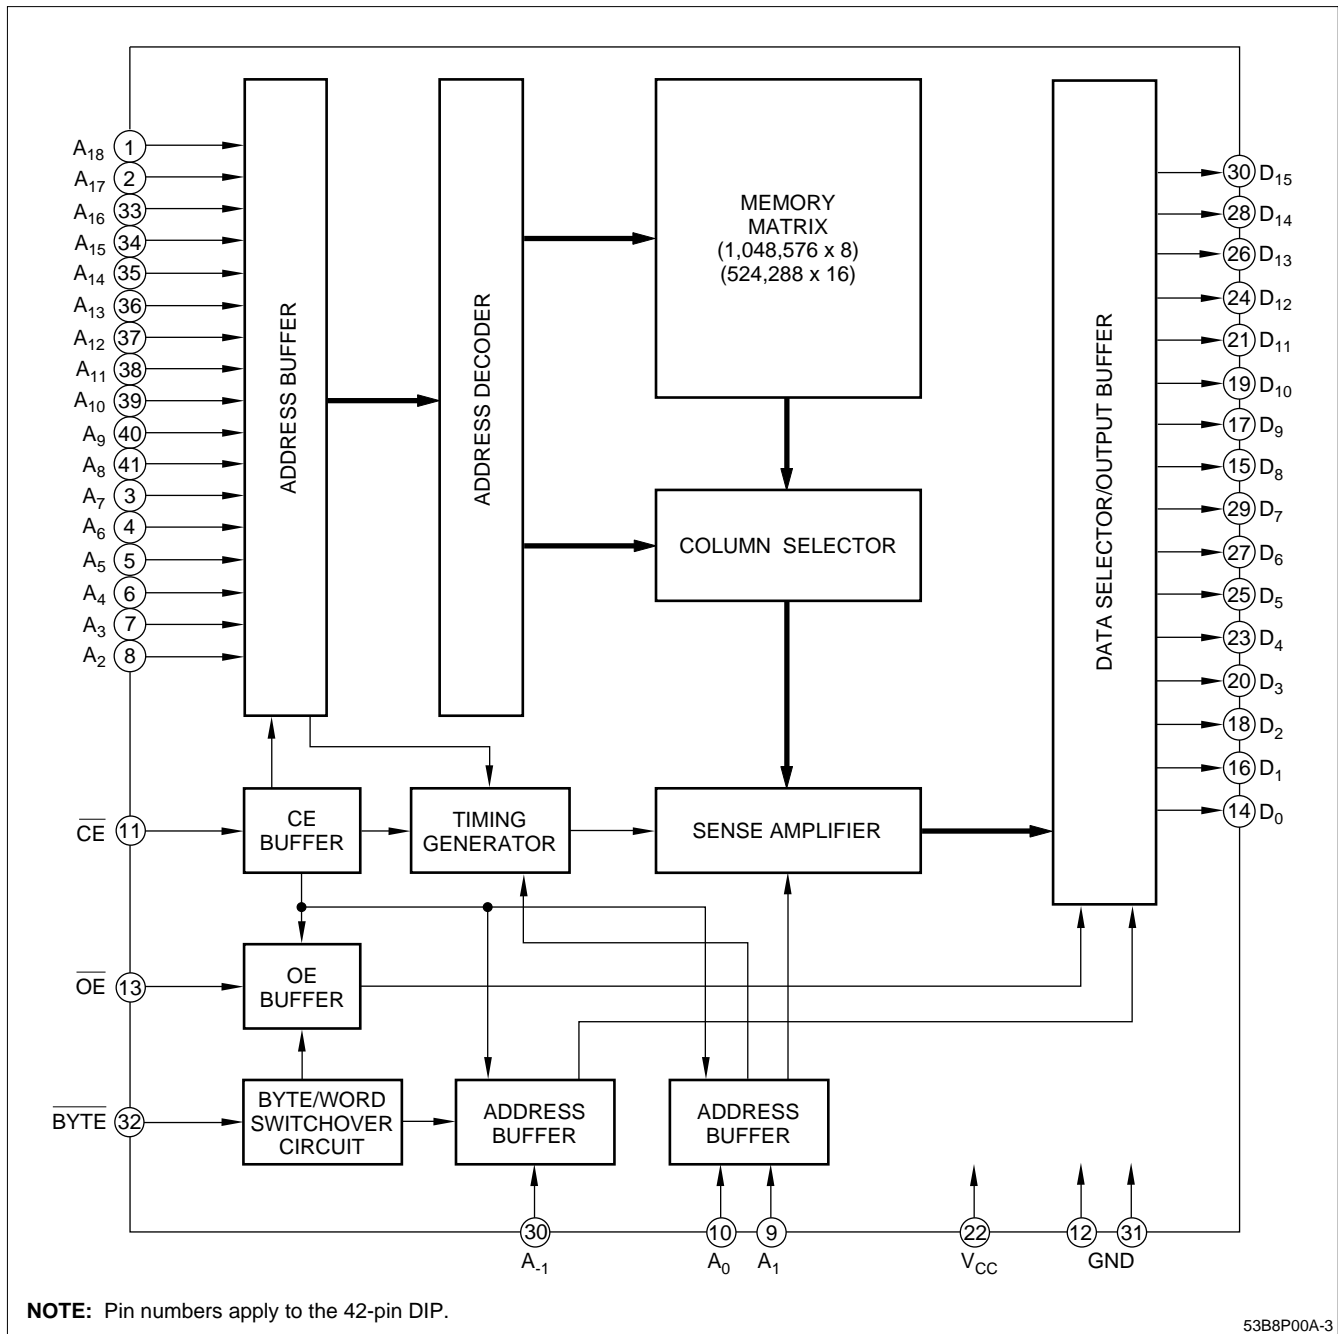 A18 1
A17 2
A16 33
A15 34
A14 35
A13 36
A12 37
A11 38
A10 39
A9 40
A8 41
A7 3
A6 4
A5 5
A4 6
A3 7
A2 8
CE 11
OE 13
BYTE 32
ADDRESS BUFFER
ADDRESS DECODER
MEMORY
MATRIX
(1,048,576 x 8)
(524,288 x 16)
COLUMN SELECTOR
CE
BUFFER
TIMING
GENERATOR
SENSE AMPLIFIER
OE
BUFFER
BYTE/WORD
SWITCHOVER
CIRCUIT
ADDRESS
BUFFER
ADDRESS
BUFFER
DATA SELECTOR/OUTPUT BUFFER
30 D15
28 D14
26 D13
24 D12
21 D11
19 D10
17 D9
15 D8
29 D7
27 D6
25 D5
23 D4
20 D3
18 D2
16 D1
14 D0
30
A-1
10
A0
9
A1
22
VCC
12 31
GND
NOTE: Pin numbers apply to the 42-pin DIP.
53B8P00A-3